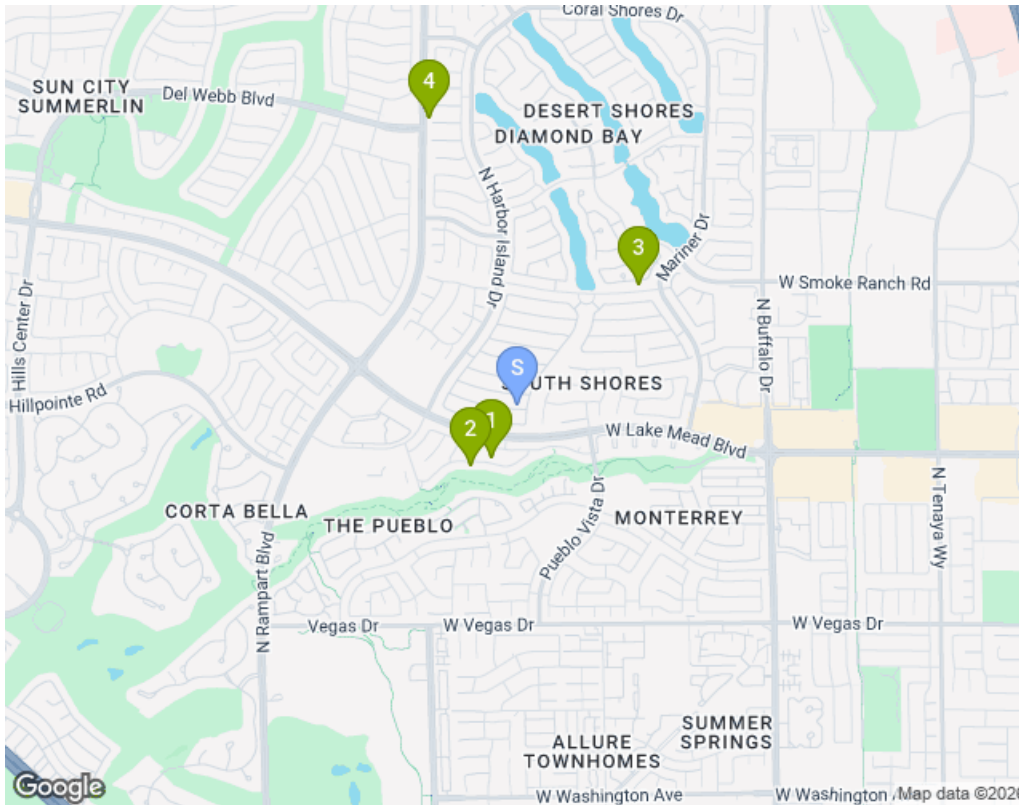 Coral Shores Dr
4
SUN CITY
SUMMERLIN
Del Webb Blvd
DESERT SHORES
DIAMOND BAY
N Harbor Island Dr
Mariner Dr
3
W Smoke Ranch Rd
Hills Center Dr
N Buffalo Dr
S
SOUTH SHORES
Hillpointe Rd
2
1
W Lake Mead Blvd
N Tenaya Wy
CORTA BELLA
THE PUEBLO
MONTERREY
Pueblo Vista Dr
N Rampart Blvd
Vegas Dr
W Vegas Dr
W Vegas Dr
SUMMER
SPRINGS
ALLURE
TOWNHOMES
Google
W Washington Ave
W Washington
Map data ©202